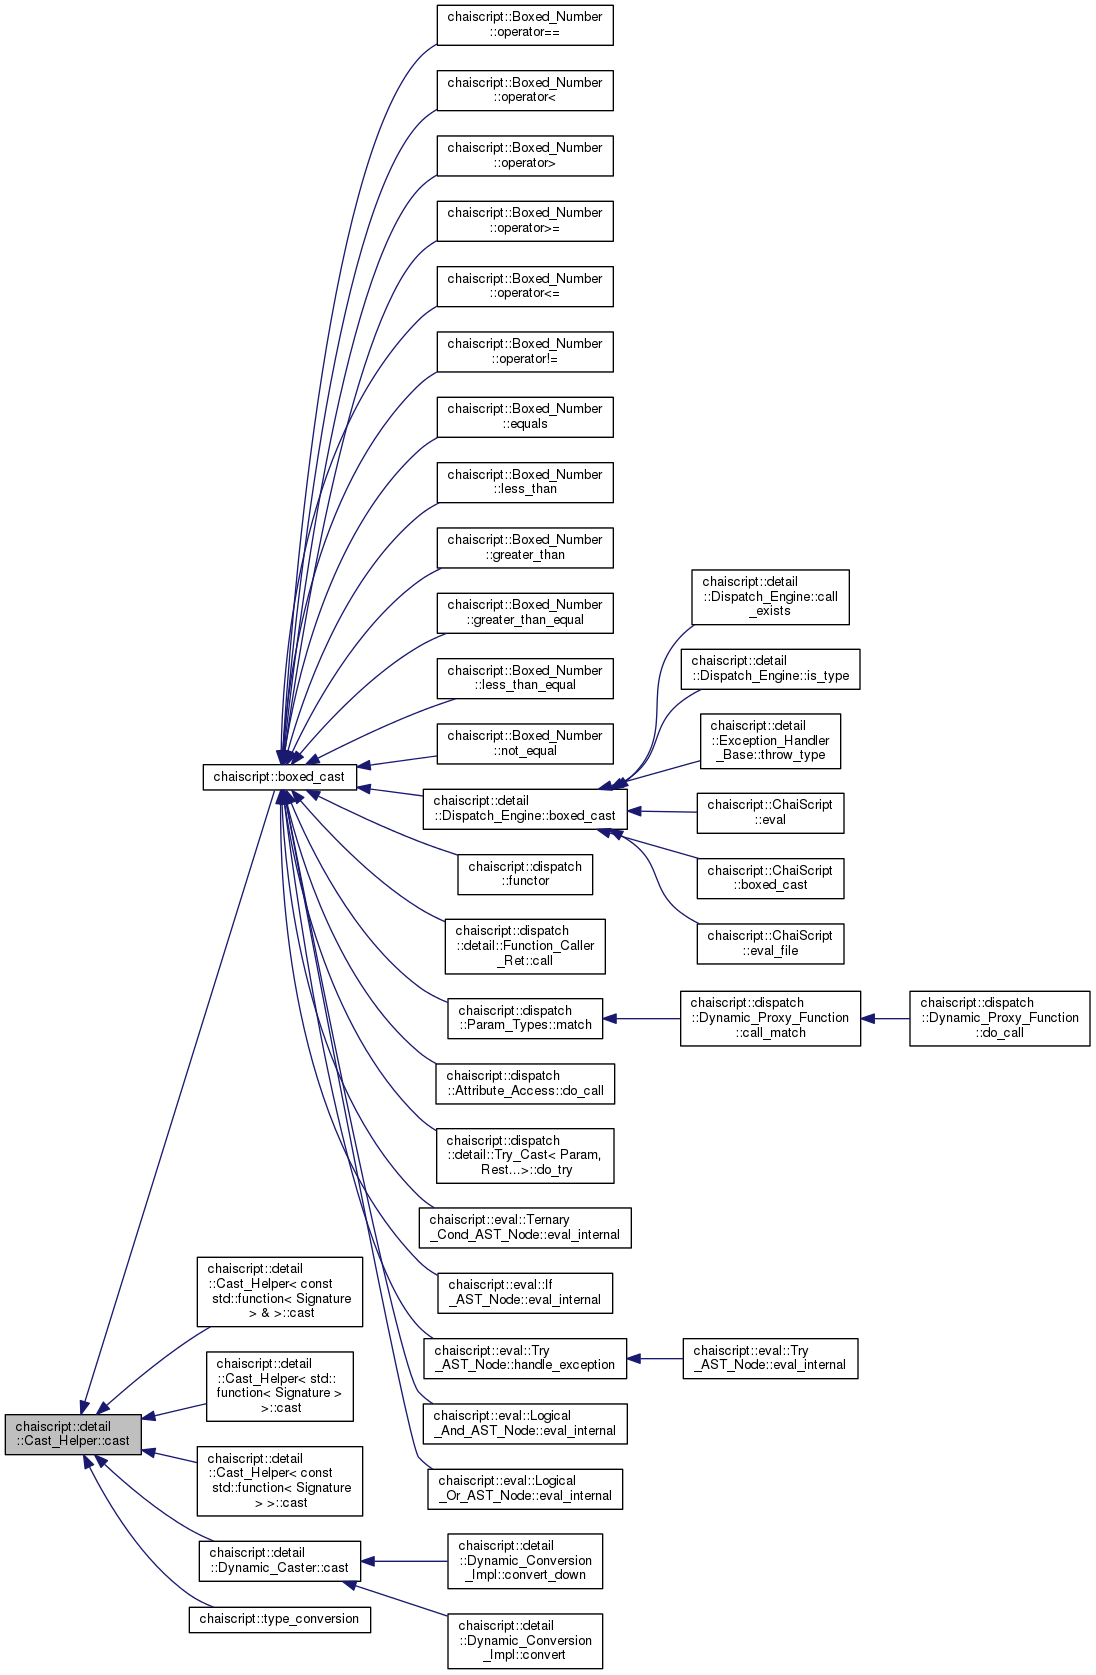 chaiscript::Boxed_Number
::operator==
chaiscript::Boxed_Number
::operator<
chaiscript::Boxed_Number
::operator>
chaiscript::Boxed_Number
::operator>=
chaiscript::Boxed_Number
::operator<=
chaiscript::Boxed_Number
::operator!=
chaiscript::Boxed_Number
::equals
chaiscript::Boxed_Number
::less_than
chaiscript::Boxed_Number
::greater_than
chaiscript::Boxed_Number
::greater_than_equal
chaiscript::Boxed_Number
::less_than_equal
chaiscript::Boxed_Number
::not_equal
chaiscript::boxed_cast
chaiscript::detail
::Dispatch_Engine::boxed_cast
chaiscript::detail
::Dispatch_Engine::call
_exists
chaiscript::detail
::Dispatch_Engine::is_type
chaiscript::detail
::Exception_Handler
_Base::throw_type
chaiscript::ChaiScript
::eval
chaiscript::ChaiScript
::boxed_cast
chaiscript::ChaiScript
::eval_file
chaiscript::dispatch
::functor
chaiscript::dispatch
::detail::Function_Caller
_Ret::call
chaiscript::dispatch
::Param_Types::match
chaiscript::dispatch
::Dynamic_Proxy_Function
::call_match
chaiscript::dispatch
::Dynamic_Proxy_Function
::do_call
chaiscript::dispatch
::Attribute_Access::do_call
chaiscript::dispatch
::detail::Try_Cast< Param,
Rest...>::do_try
chaiscript::eval::Ternary
_Cond_AST_Node::eval_internal
chaiscript::eval::If
_AST_Node::eval_internal
chaiscript::eval::Try
_AST_Node::handle_exception
chaiscript::eval::Try
_AST_Node::eval_internal
chaiscript::eval::Logical
_And_AST_Node::eval_internal
chaiscript::eval::Logical
_Or_AST_Node::eval_internal
chaiscript::detail
::Cast_Helper< const
std::function< Signature
> & >::cast
chaiscript::detail
::Cast_Helper< std::
function< Signature >
>::cast
chaiscript::detail
::Cast_Helper::cast
chaiscript::detail
::Cast_Helper< const
std::function< Signature
> >::cast
chaiscript::detail
::Dynamic_Caster::cast
chaiscript::detail
::Dynamic_Conversion
_Impl::convert_down
chaiscript::detail
::Dynamic_Conversion
_Impl::convert
chaiscript::type_conversion